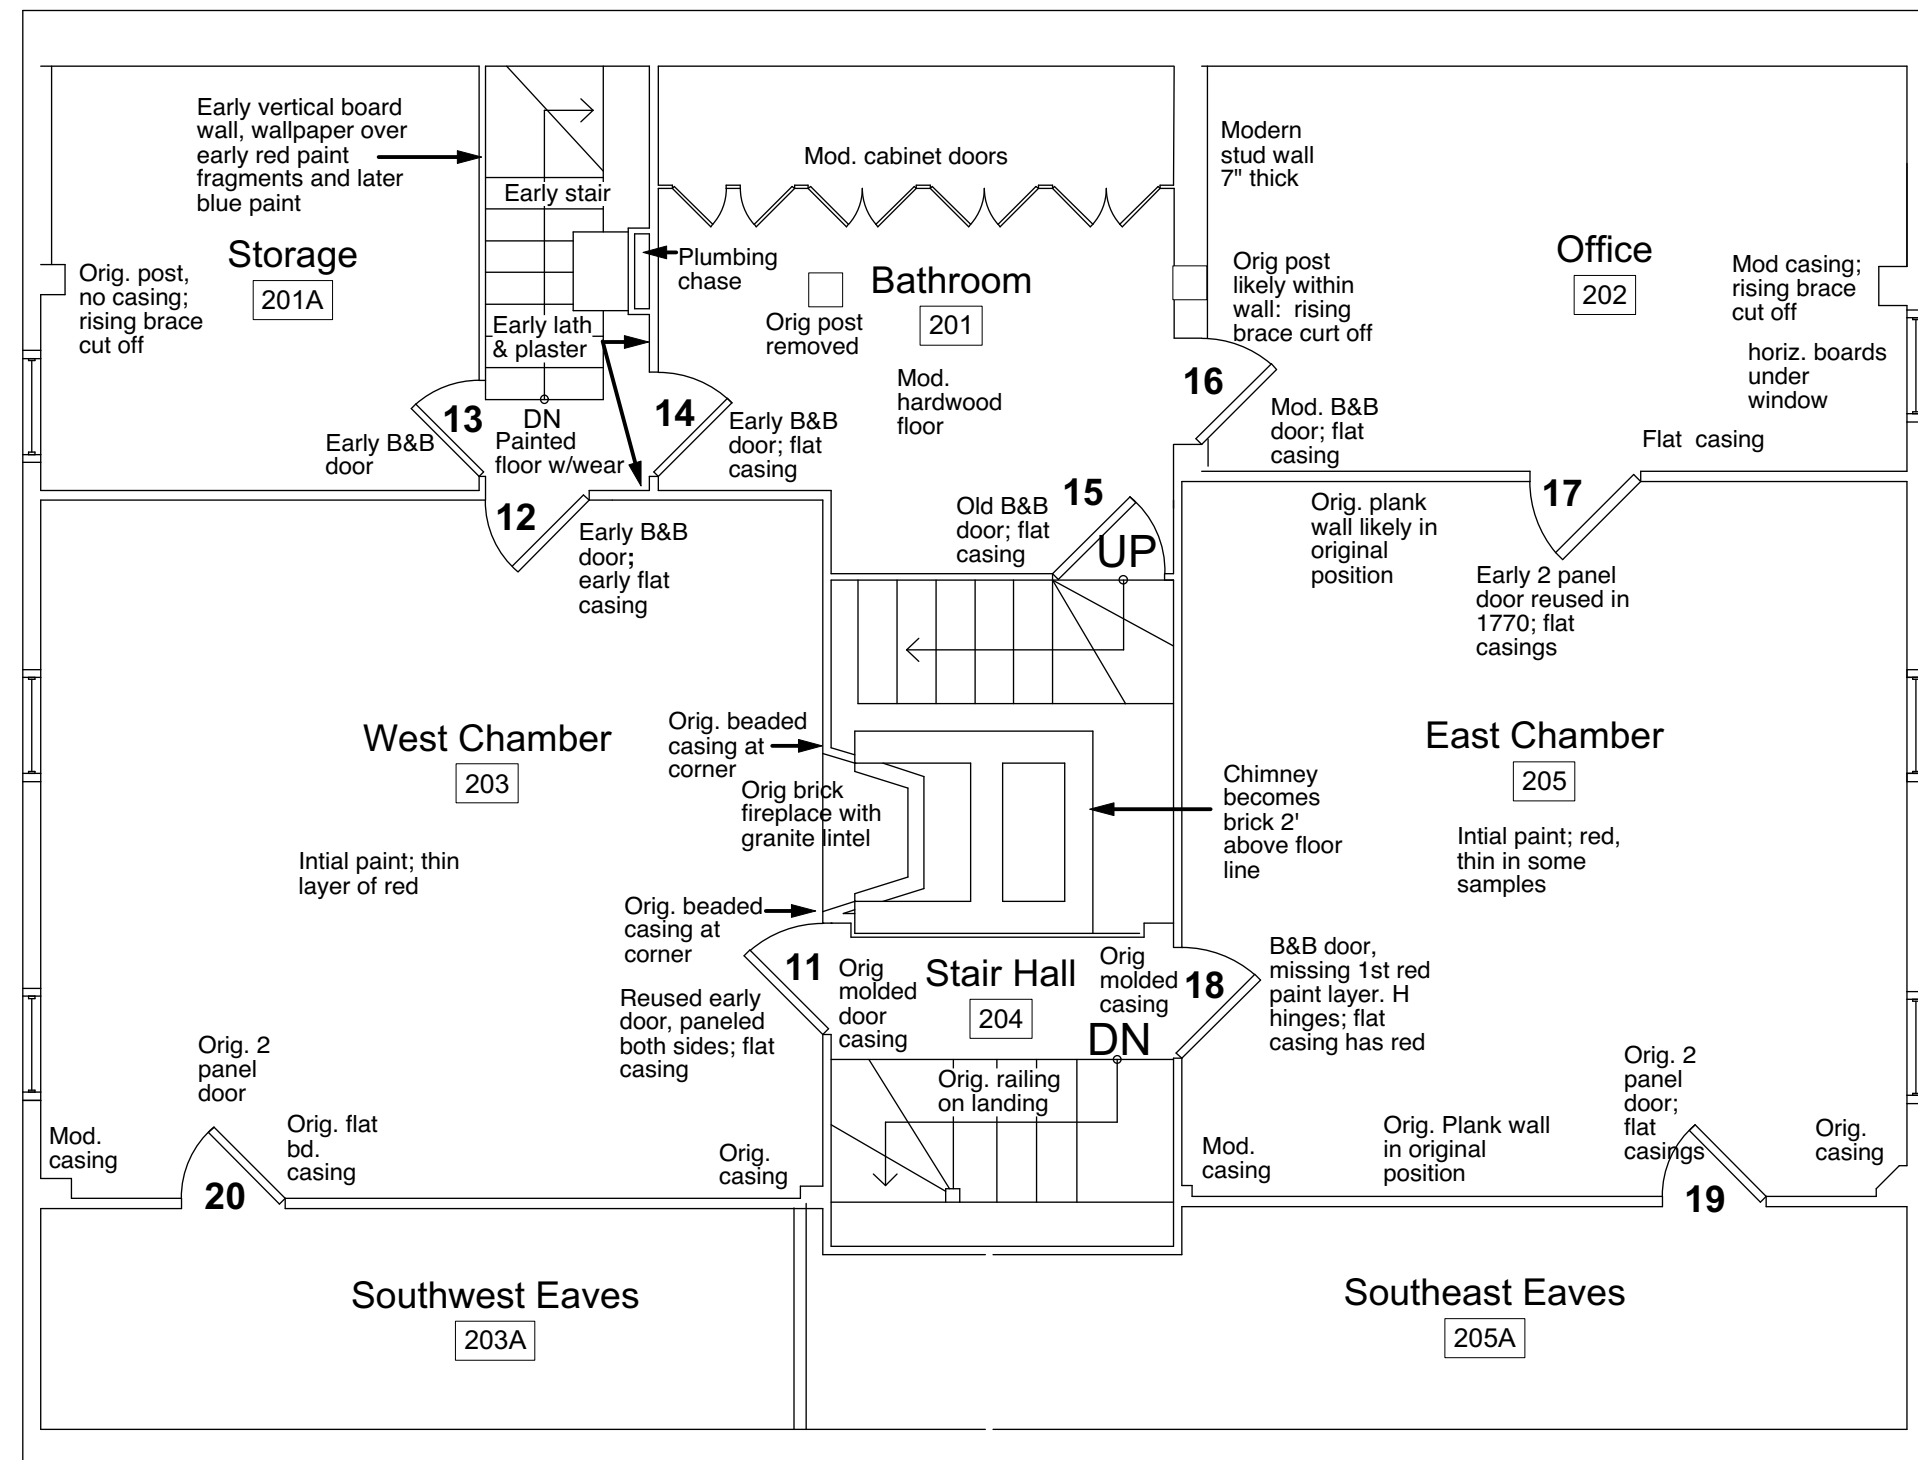 Early vertical board
wall, wallpaper over
early red paint
fragments and later
blue paint
Early stair
Mod. cabinet doors
Modern
stud wall
7" thick
Storage
201A
Orig. post,
no casing;
rising brace
cut off
Plumbing
chase
Bathroom
201
Orig post
removed
Orig post
likely within
wall: rising
brace curt off
Office
202
Mod casing;
rising brace
cut off
horiz. boards
under
window
Early lath
& plaster
Mod.
hardwood
floor
16
Mod. B&B
door; flat
casing
Flat casing
13
Early B&B
door
DN
Painted
floor w/wear
14
Early B&B
door; flat
casing
12
Early B&B
door;
early flat
casing
Old B&B
door; flat
casing
15
UP
Orig. plank
wall likely in
original
position
17
Early 2 panel
door reused in
1770; flat
casings
West Chamber
203
Intial paint; thin
layer of red
Orig. beaded
casing at
corner
Orig brick
fireplace with
granite lintel
Orig. beaded
casing at
corner
Chimney
becomes
brick 2'
above floor
line
East Chamber
205
Intial paint; red,
thin in some
samples
11
Reused early
door, paneled
both sides; flat
casing
Orig
molded
door
casing
Stair Hall
204
Orig
molded
casing
DN
18
B&B door,
missing 1st red
paint layer. H
hinges; flat
casing has red
Orig. railing
on landing
Orig. 2
panel
door
Mod.
casing
Orig. flat
bd.
casing
20
Orig.
casing
Mod.
casing
Orig. Plank wall
in original
position
Orig. 2
panel
door;
flat
casings
19
Orig.
casing
Southwest Eaves
203A
Southeast Eaves
205A